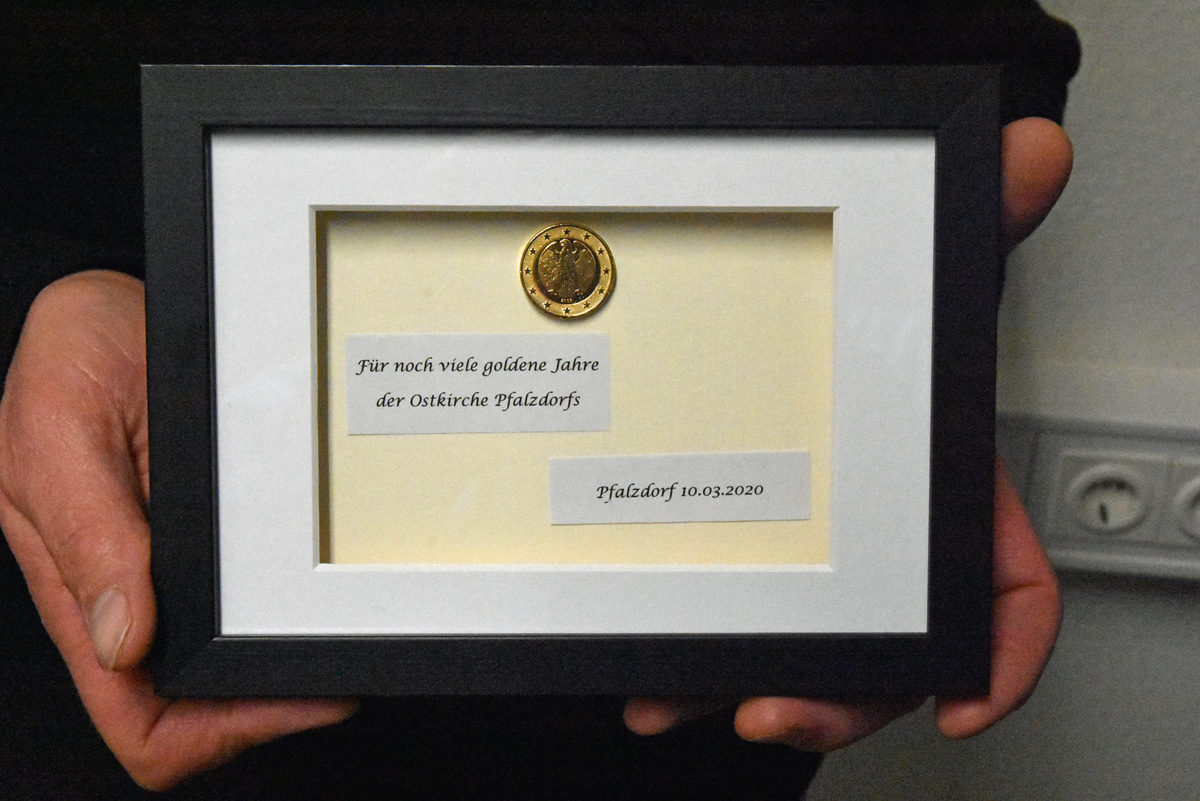 Für noch viele goldene Jahre
der Ostkirche Pfalzdorfs
Pfalzdorf 10.03.2020